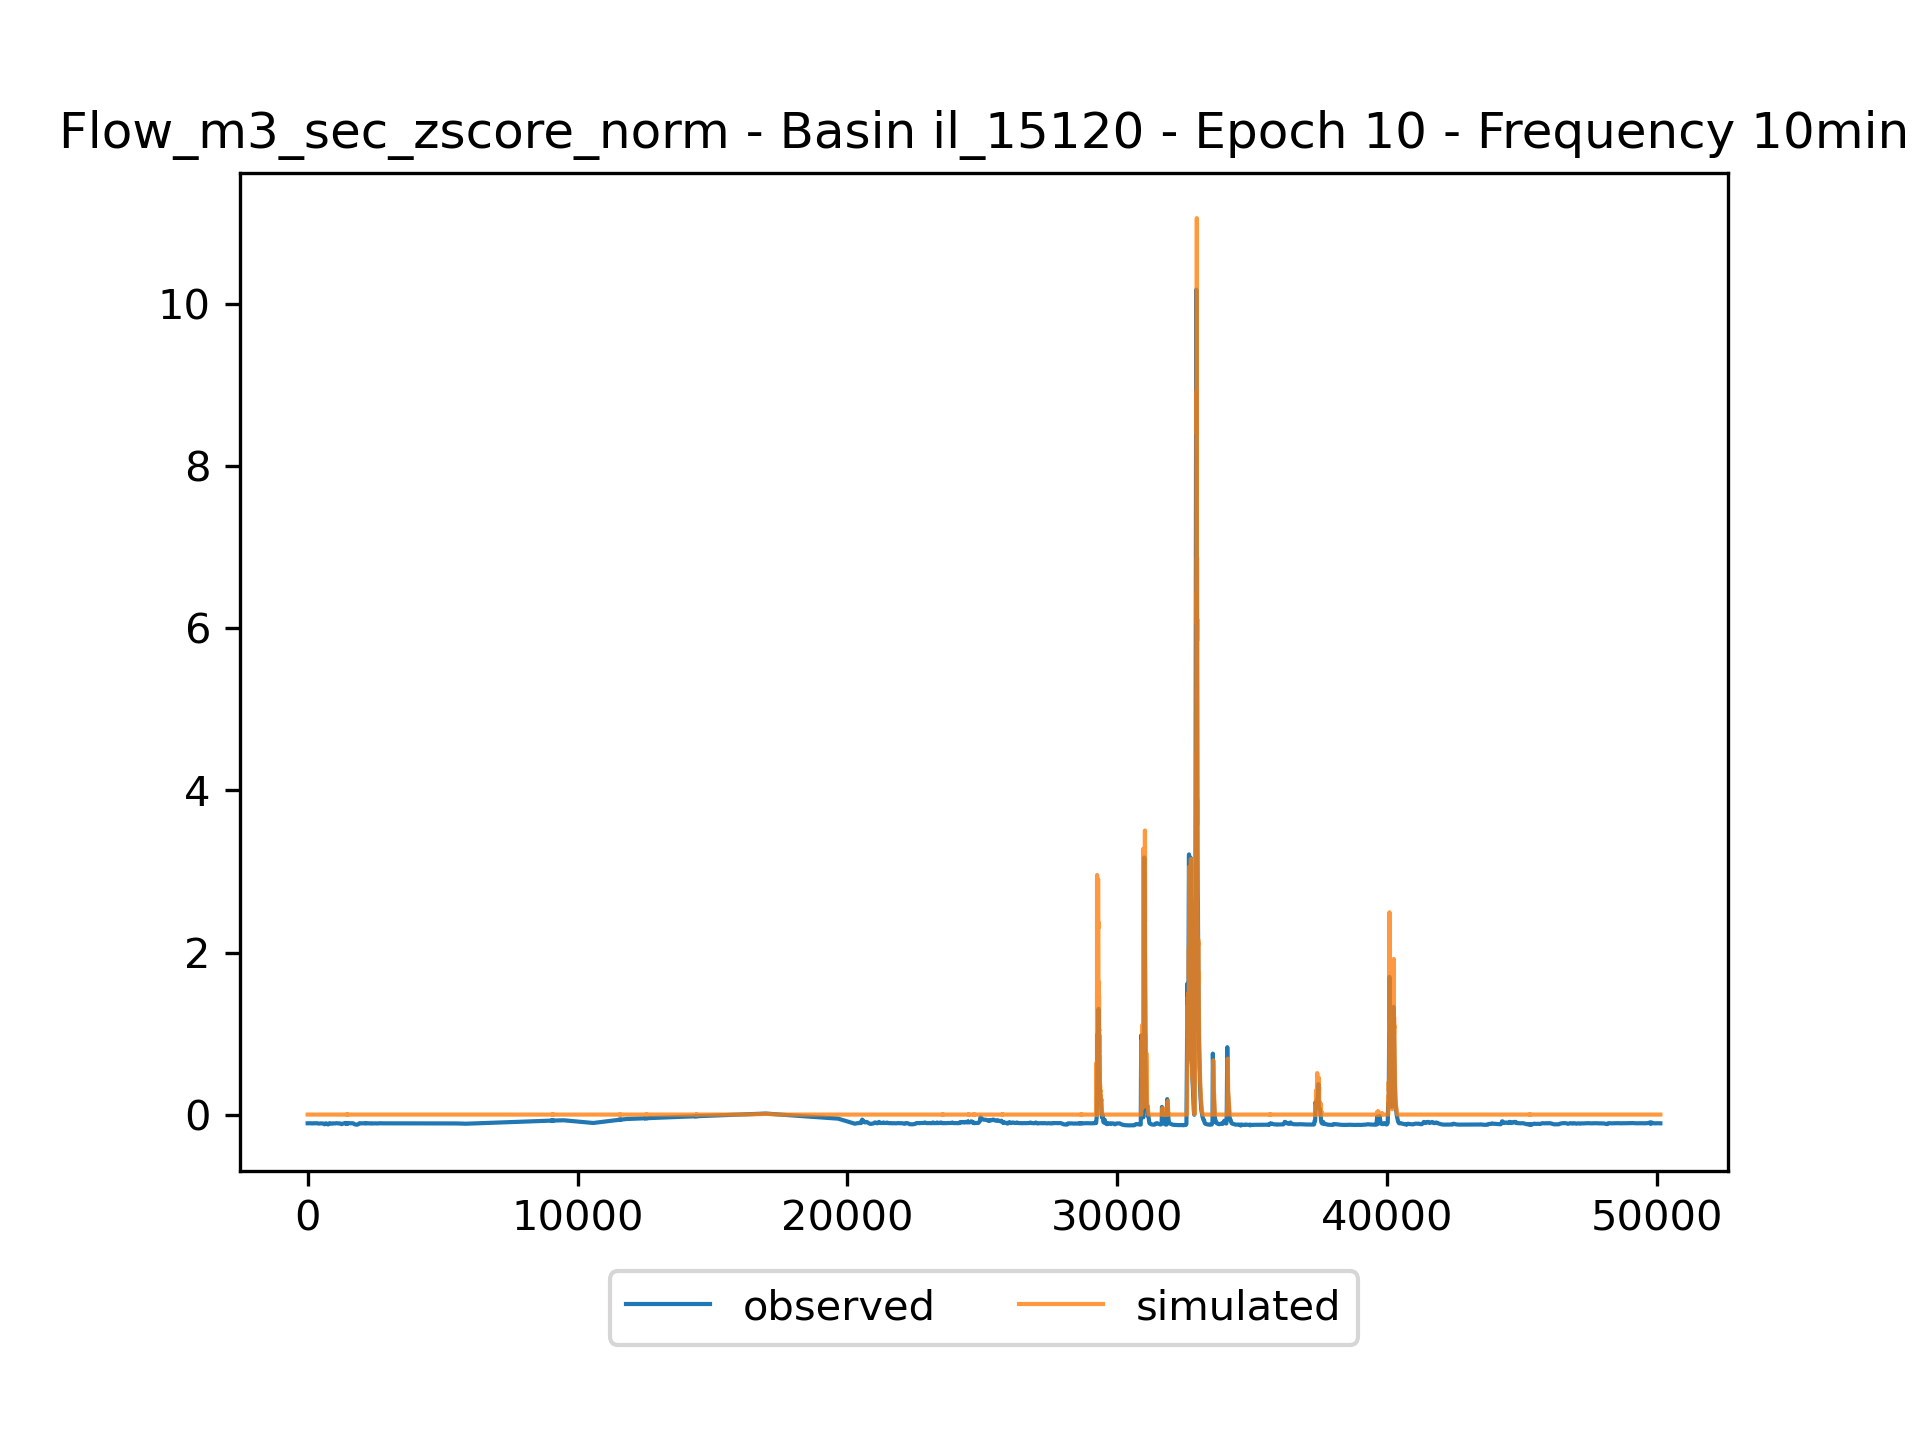 Flow_m3_sec_zscore_norm - Basin il_15120 - Epoch 10 - Frequency 10min
10
8
6
4
2
0
0 10000 20000 30000 40000 50000
observed simulated